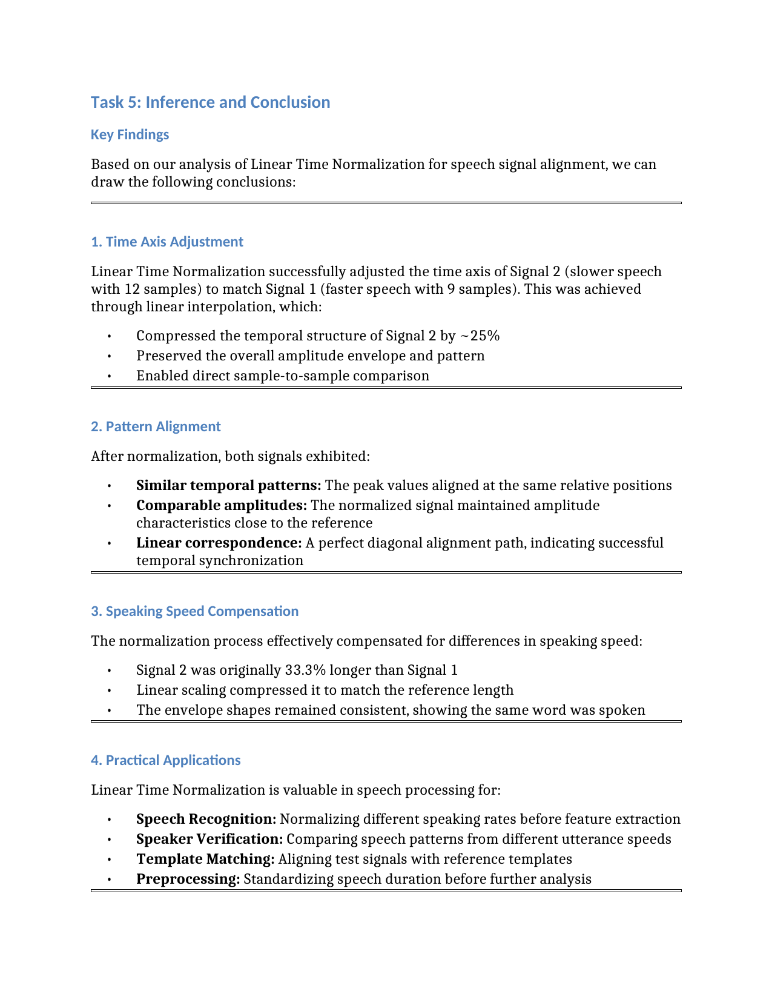 Task 5: Inference and Conclusion
Key Findings
Based on our analysis of Linear Time Normalization for speech signal alignment, we can
draw the following conclusions:
1. Time Axis Adjustment
Linear Time Normalization successfully adjusted the time axis of Signal 2 (slower speech
with 12 samples) to match Signal 1 (faster speech with 9 samples). This was achieved
through linear interpolation, which:
• Compressed the temporal structure of Signal 2 by ~25%
• Preserved the overall amplitude envelope and pattern
• Enabled direct sample-to-sample comparison
2. Pattern Alignment
After normalization, both signals exhibited:
• Similar temporal patterns: The peak values aligned at the same relative positions
• Comparable amplitudes: The normalized signal maintained amplitude
characteristics close to the reference
• Linear correspondence: A perfect diagonal alignment path, indicating successful
temporal synchronization
3. Speaking Speed Compensation
The normalization process effectively compensated for differences in speaking speed:
• Signal 2 was originally 33.3% longer than Signal 1
• Linear scaling compressed it to match the reference length
• The envelope shapes remained consistent, showing the same word was spoken
4. Practical Applications
Linear Time Normalization is valuable in speech processing for:
• Speech Recognition: Normalizing different speaking rates before feature extraction
• Speaker Verification: Comparing speech patterns from different utterance speeds
• Template Matching: Aligning test signals with reference templates
• Preprocessing: Standardizing speech duration before further analysis